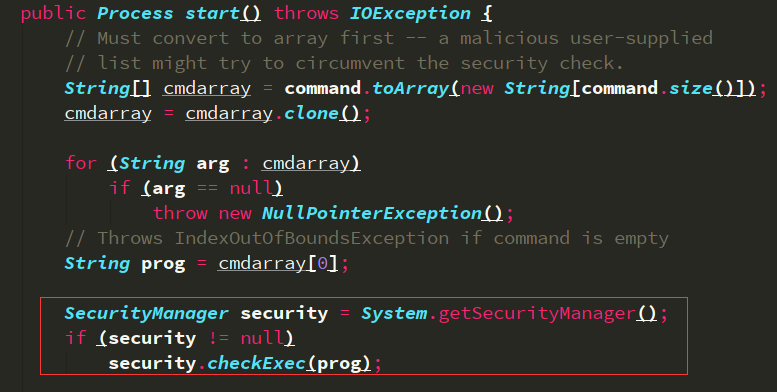 public Process start() throws IOException {
// Must convert to array first -- a malicious user-supplied
// list might try to circumvent the security check.
String[] cmdarray = command.toArray(new String[command.size()]);
cmdarray = cmdarray.clone();
for (String arg : cmdarray)
if (arg == null)
throw new NullPointerException();
// Throws IndexOutOfBoundsException if command is empty
String prog = cmdarray[0];
SecurityManager security = System.getSecurityManager();
if (security != null)
security.checkExec(prog);